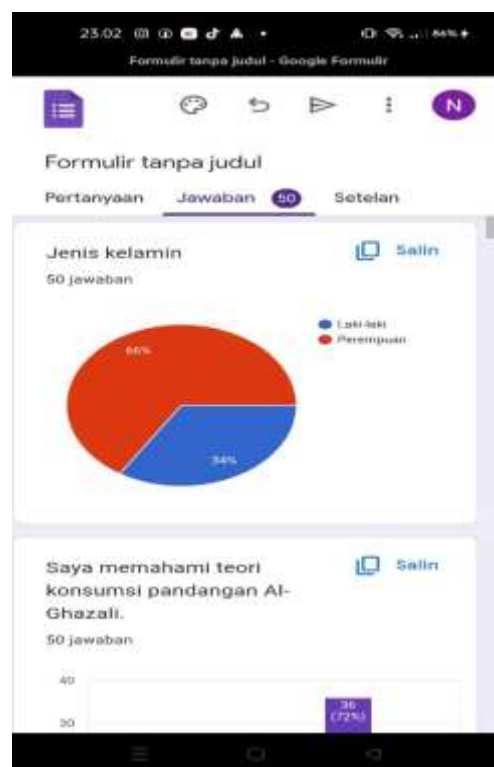 23.02
86%
Formulir tanpa judul - Google Formulir
N
Formulir tanpa judul
Pertanyaan Jawaban 50 Setelan
Jenis kelamin
Salin
50 jawaban
Laki-laki
Perempuan
66%
34%
Saya memahami teori
konsumsi pandangan Al-
Ghazali.
Salin
50 jawaban
40
36
(72%)
30